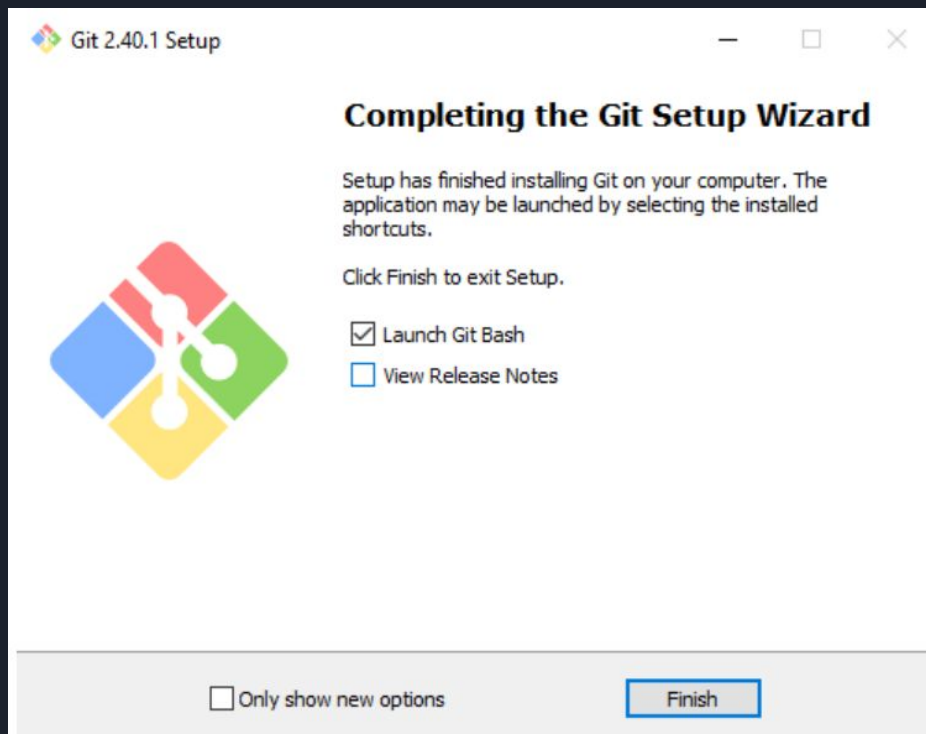 Git 2.40.1 Setup
Completing the Git Setup Wizard
Setup has finished installing Git on your computer. The
application may be launched by selecting the installed
shortcuts.
Click Finish to exit Setup.
Launch Git Bash
View Release Notes
Only show new options
Finish